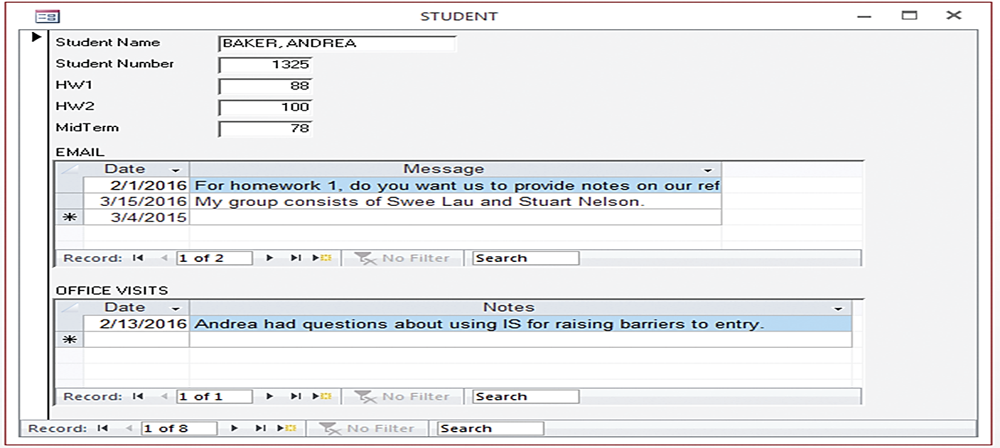 STUDENT
Student Name BAKER, ANDREA
Student Number 1325
HW1 88
HW2 100
MidTerm 78
EMAIL
Date Message
2/1/2016 For homework 1, do you want us to provide notes on our ref
3/15/2016 My group consists of Swee Lau and Stuart Nelson.
* 3/4/2015
Record: 1 of 2 No Filter Search
OFFICE VISITS
Date Notes
2/13/2016 Andrea had questions about using IS for raising barriers to entry.
*
Record: 1 of 1 No Filter Search
Record: 1 of 8 No Filter Search